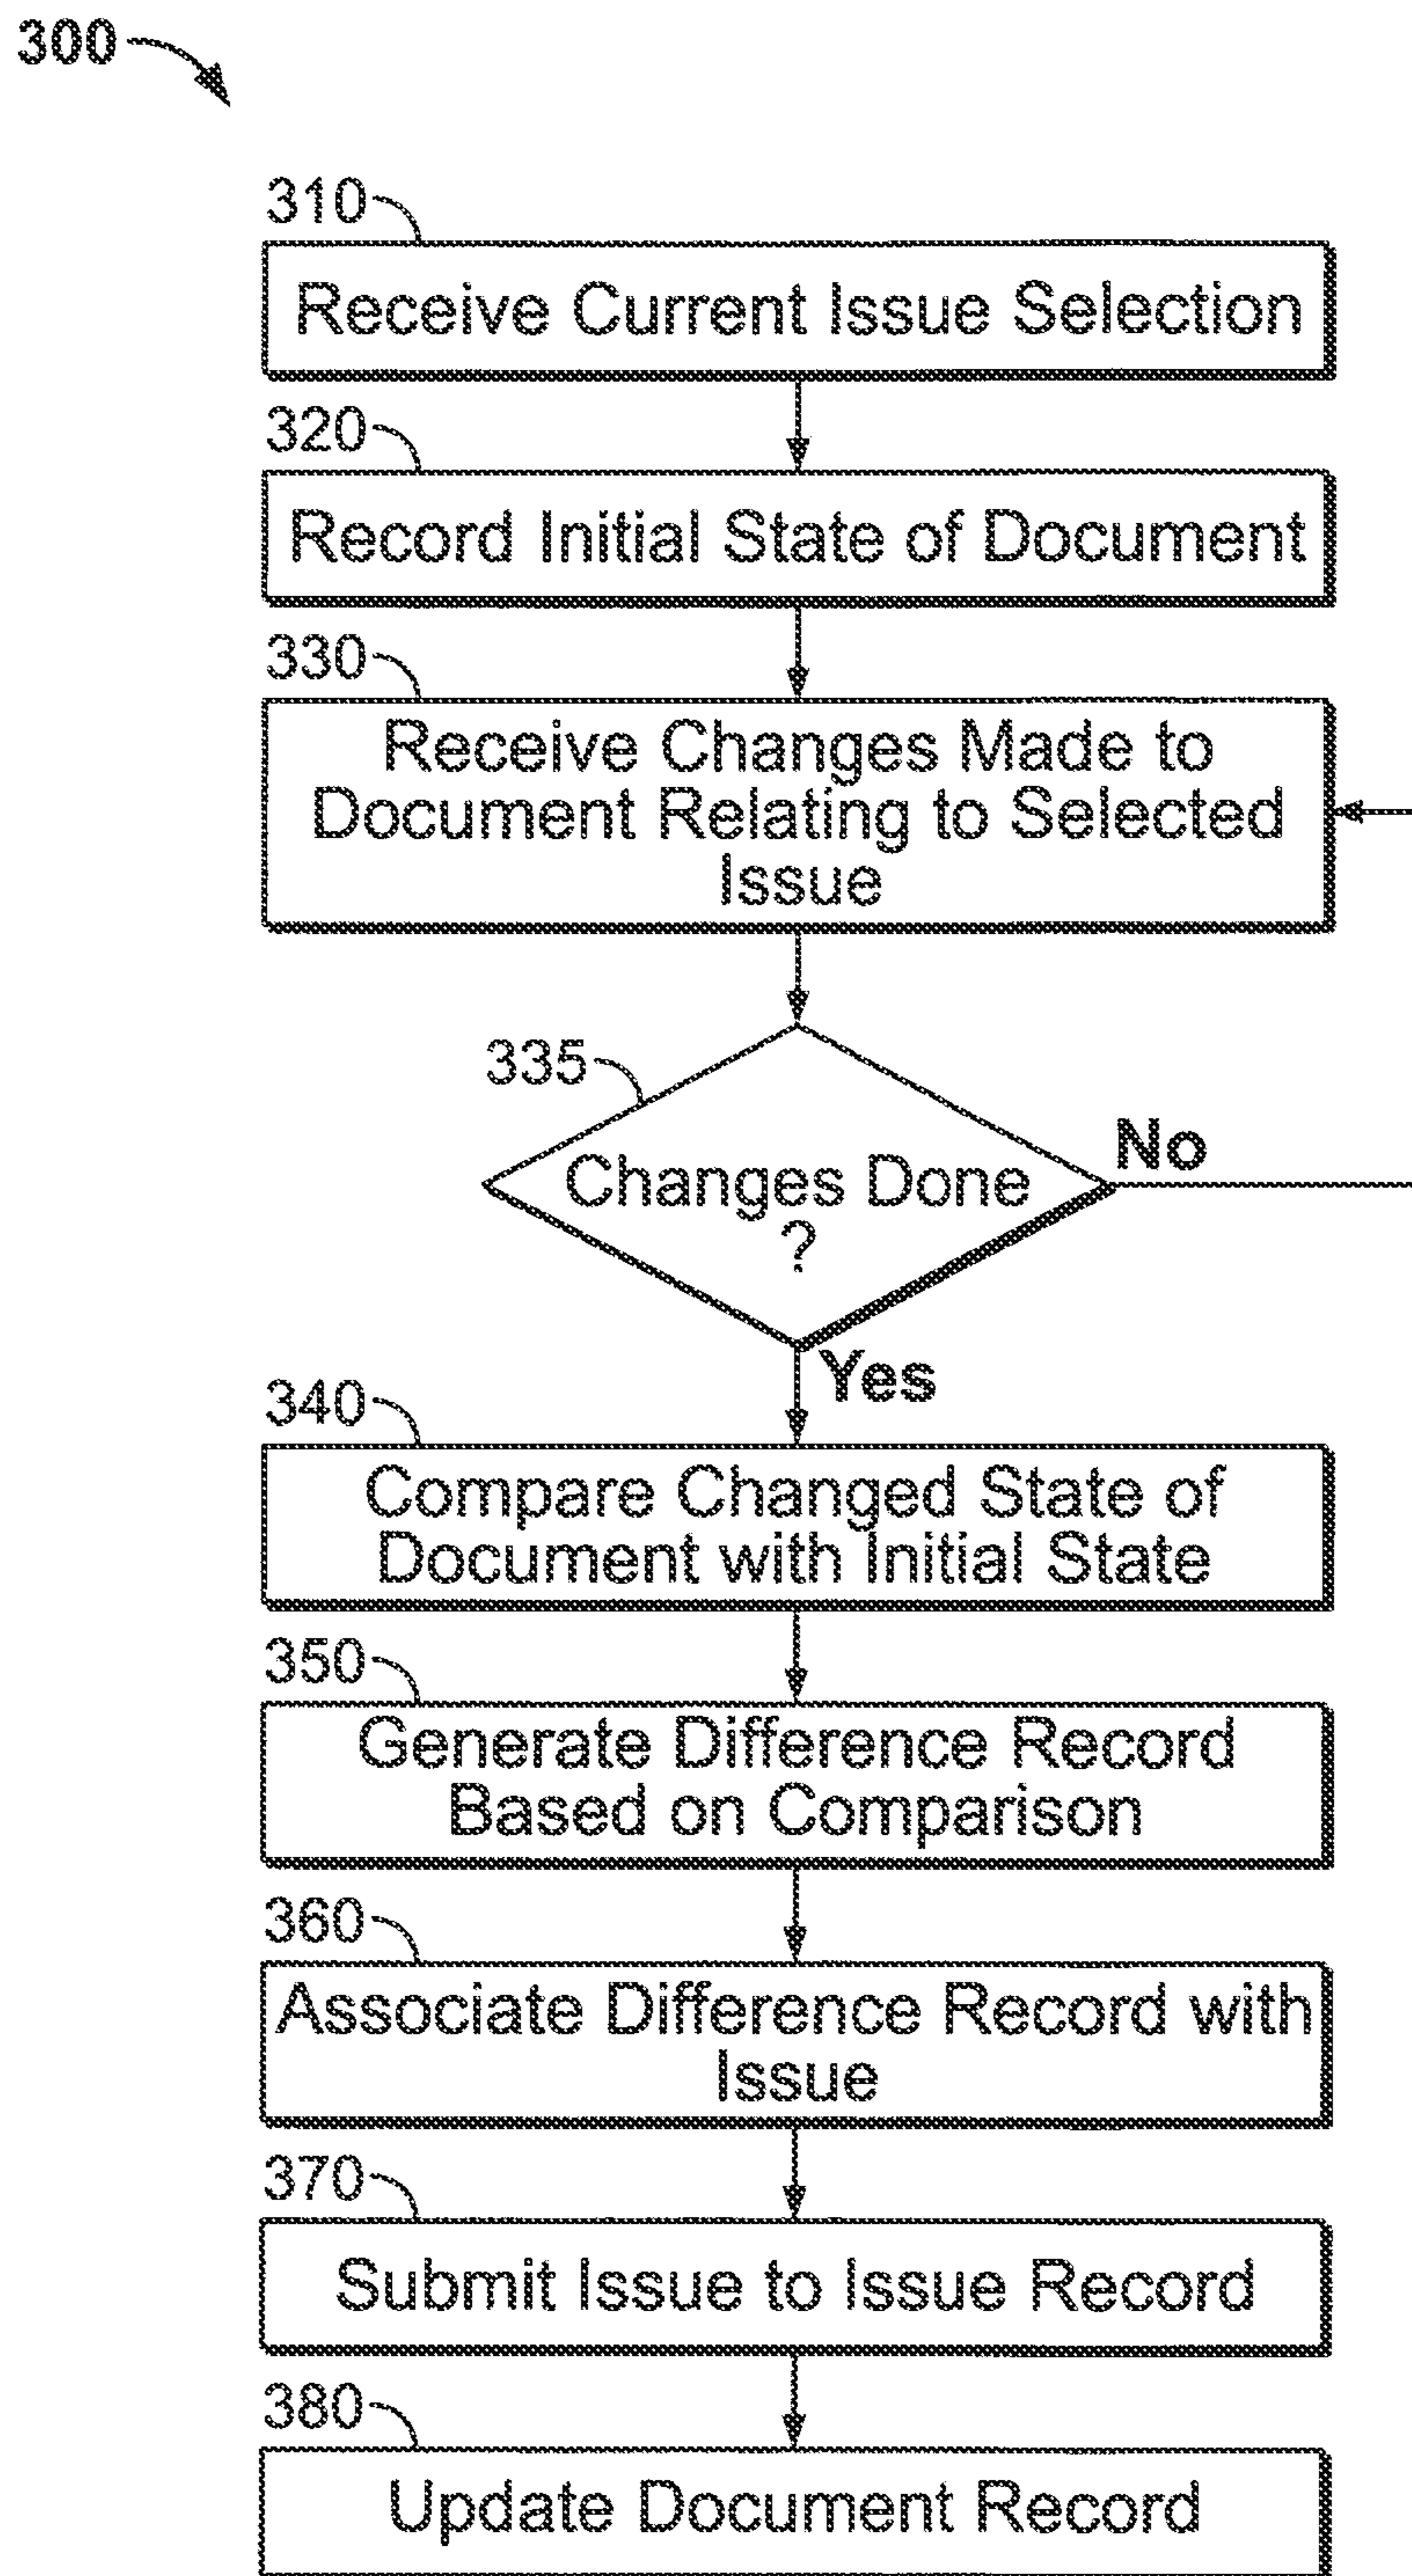 300
310
Receive Current Issue Selection
320
Record Initial State of Document
330
Receive Changes Made to
Document Relating to Selected
Issue
335
Changes Done
?
No
Yes
340
Compare Changed State of
Document with Initial State
350
Generate Difference Record
Based on Comparison
360
Associate Difference Record with
Issue
370
Submit Issue to Issue Record
380
Update Document Record